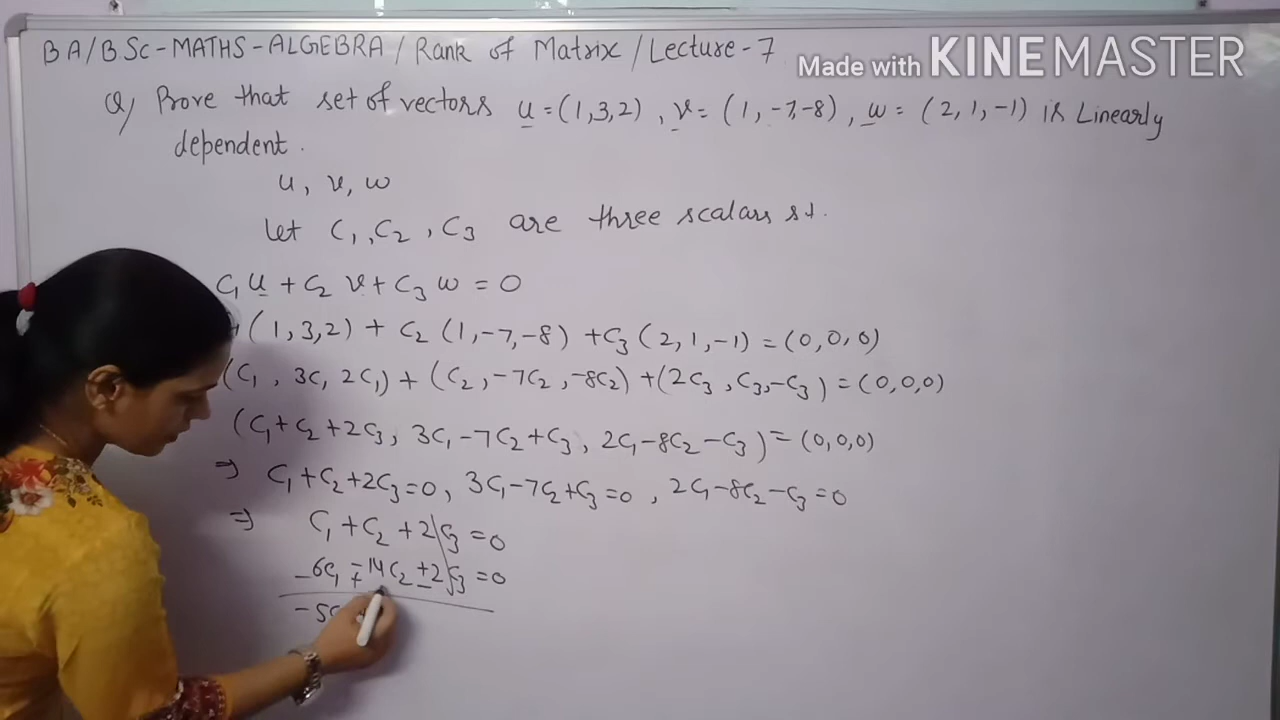 BA/BSc-MATHS-ALGEBRA/Rank of Matrix/Lecture-7
Made with KINEMASTER
Q/ Prove that set of vectors u=(1,3,2), v=(1,-7,-8), w=(2,1,-1) is Linearly
dependent.
u, v, w
let C₁, C₂, C₃ are three scalars s.t.
C₁u + C₂ v + C₃ w = 0
(1,3,2) + C₂ (1,-7,-8) + C₃ (2,1,-1) = (0,0,0)
(C₁, 3C₁ 2C₁) + (C₂, -7C₂, -8C₂) + (2C₃, C₃, -C₃) = (0,0,0)
(C₁+C₂+2C₃, 3C₁-7C₂+C₃, 2C₁-8C₂-C₃) = (0,0,0)
⇒ C₁+C₂+2C₃=0, 3C₁-7C₂+C₃=0, 2C₁-8C₂-C₃=0
⇒ C₁+C₂+2C₃=0
6C₁-14C₂+2C₃=0
-5C